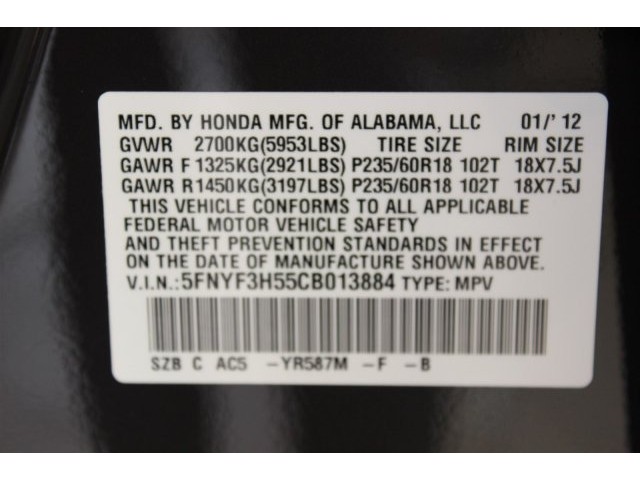 MFD. BY HONDA MFG. OF ALABAMA, LLC 01/' 12
GVWR 2700KG(5953LBS) TIRE SIZE RIM SIZE
GAWR F 1325KG(2921LBS) P235/60R18 102T 18X7.5J
GAWR R 1450KG(3197LBS) P235/60R18 102T 18X7.5J
THIS VEHICLE CONFORMS TO ALL APPLICABLE
FEDERAL MOTOR VEHICLE SAFETY
AND THEFT PREVENTION STANDARDS IN EFFECT
ON THE DATE OF MANUFACTURE SHOWN ABOVE.
V.I.N.:5FNYF3H55CB013884 TYPE: MPV
SZB C AC5 -YR587M -F -B